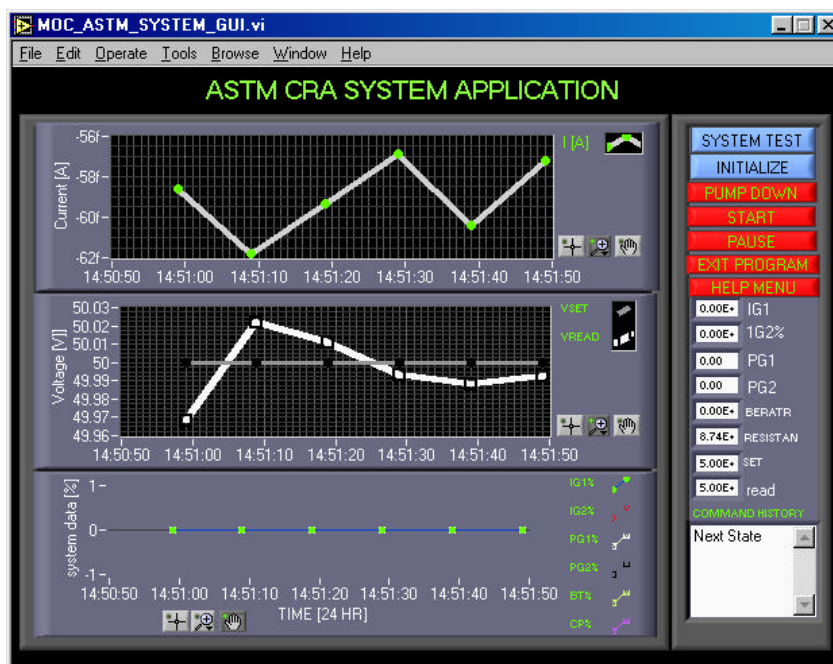 MOC_ASTM_SYSTEM_GUI.vi
File Edit Operate Tools Browse Window Help
ASTM CRA SYSTEM APPLICATION
-56f
-58f
-60f
-62f
Current [A]
14:50:50 14:51:00 14:51:10 14:51:20 14:51:30 14:51:40 14:51:50
I [A]
50.03
50.02
50.01
50
49.99
49.98
49.97
49.96
Voltage [V]
14:50:50 14:51:00 14:51:10 14:51:20 14:51:30 14:51:40 14:51:50
VSET
VREAD
1
0
-1
system data [%]
14:50:50 14:51:00 14:51:10 14:51:20 14:51:30 14:51:40 14:51:50
TIME [24 HR]
IG1%
IG2%
PG1%
PG2%
BT%
CP%
SYSTEM TEST
INITIALIZE
PUMP DOWN
START
PAUSE
EXIT PROGRAM
HELP MENU
0.00E+ IG1
0.00E+ 1G2%
0.00 PG1
0.00 PG2
0.00E+ BERATR
8.74E+ RESISTAN
5.00E+ SET
5.00E+ read
COMMAND HISTORY
Next State